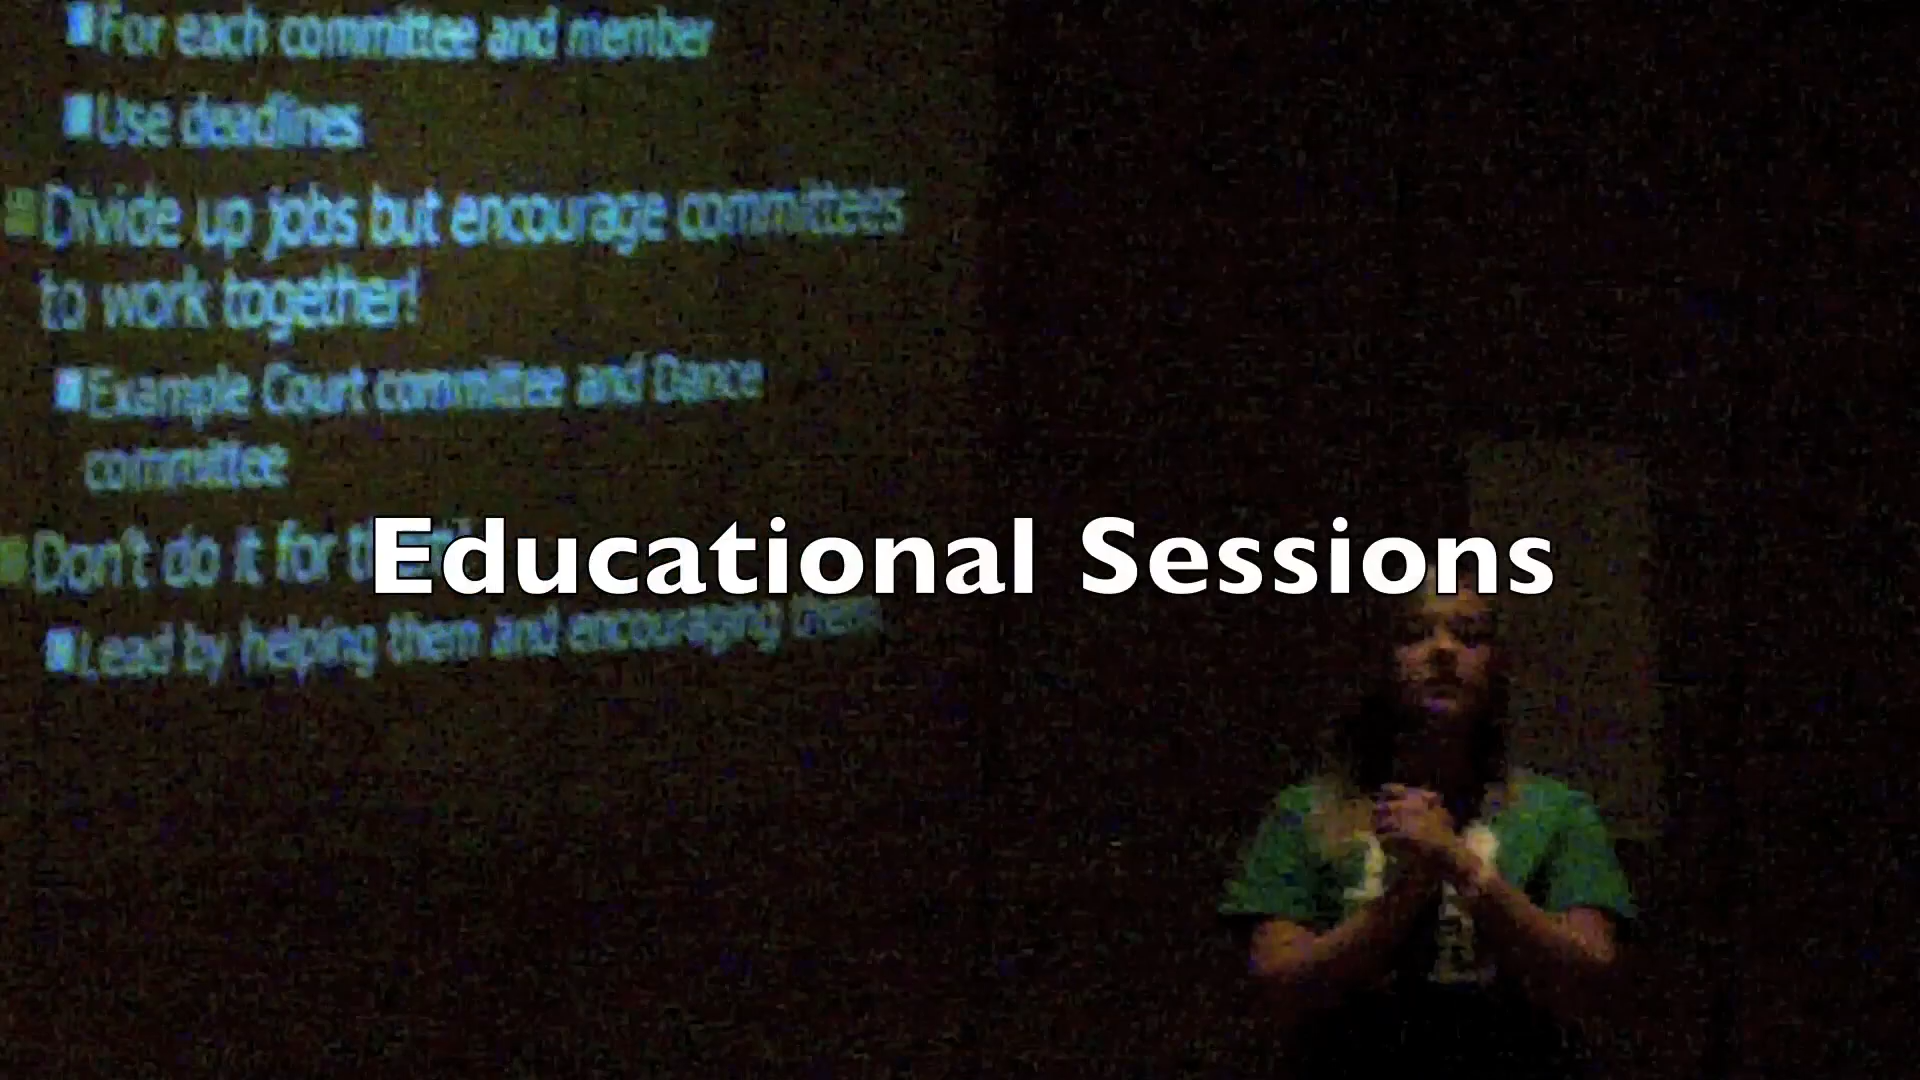 For each committee and member
Use deadlines
Divide up jobs but encourage committees
to work together!
Example Court committee and Dance
committee
Don't do it for
Educational Sessions
Lead by helping them and encouraging them